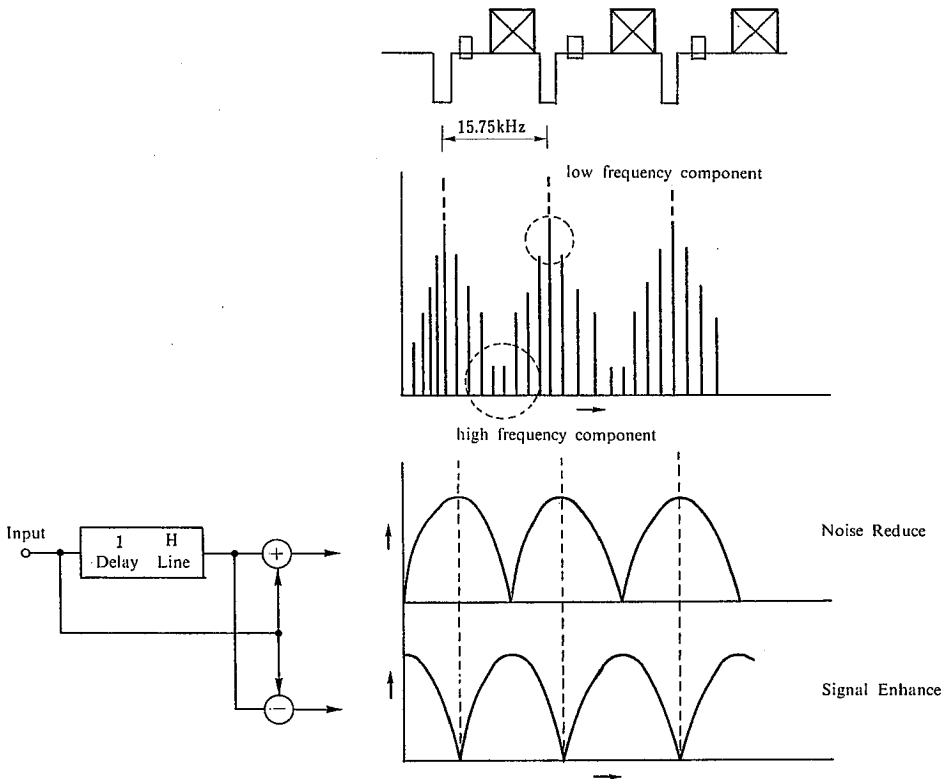 15.75kHz
low frequency component
high frequency component
Input
1 H
Delay Line
+
−
Noise Reduce
Signal Enhance